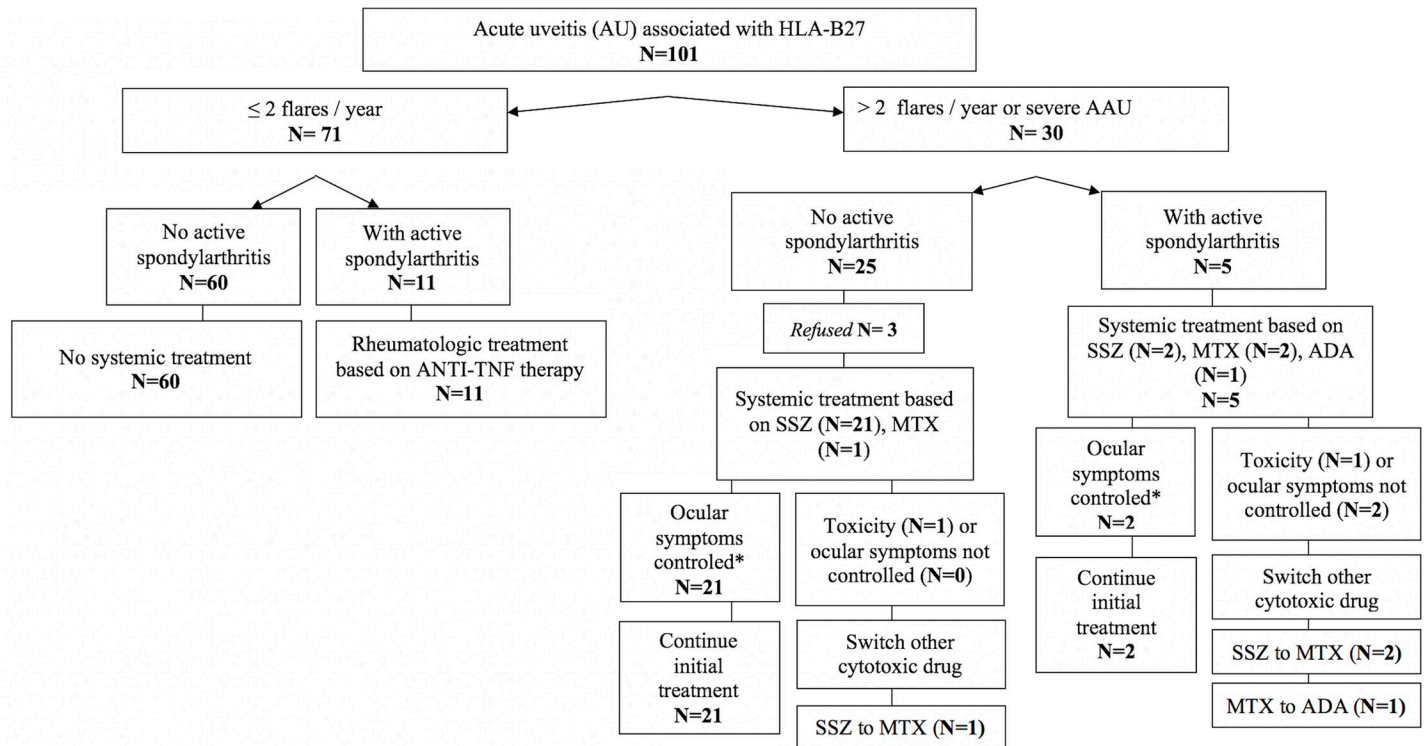 Acute uveitis (AU) associated with HLA-B27
N=101
≤ 2 flares / year
N= 71
> 2 flares / year or severe AAU
N= 30
No active
spondylarthritis
N=60
With active
spondylarthritis
N=11
No active
spondylarthritis
N=25
With active
spondylarthritis
N=5
No systemic treatment
N=60
Rheumatologic treatment
based on ANTI-TNF therapy
N=11
Refused N= 3
Systemic treatment based
on SSZ (N=21), MTX
(N=1)
Systemic treatment based on
SSZ (N=2), MTX (N=2), ADA
(N=1)
N=5
Ocular
symptoms
controled*
N=21
Toxicity (N=1) or
ocular symptoms not
controlled (N=0)
Continue
initial
treatment
N=21
Switch other
cytotoxic drug
SSZ to MTX (N=1)
Ocular
symptoms
controled*
N=2
Toxicity (N=1) or
ocular symptoms not
controlled (N=2)
Continue
initial
treatment
N=2
Switch other
cytotoxic drug
SSZ to MTX (N=2)
MTX to ADA (N=1)